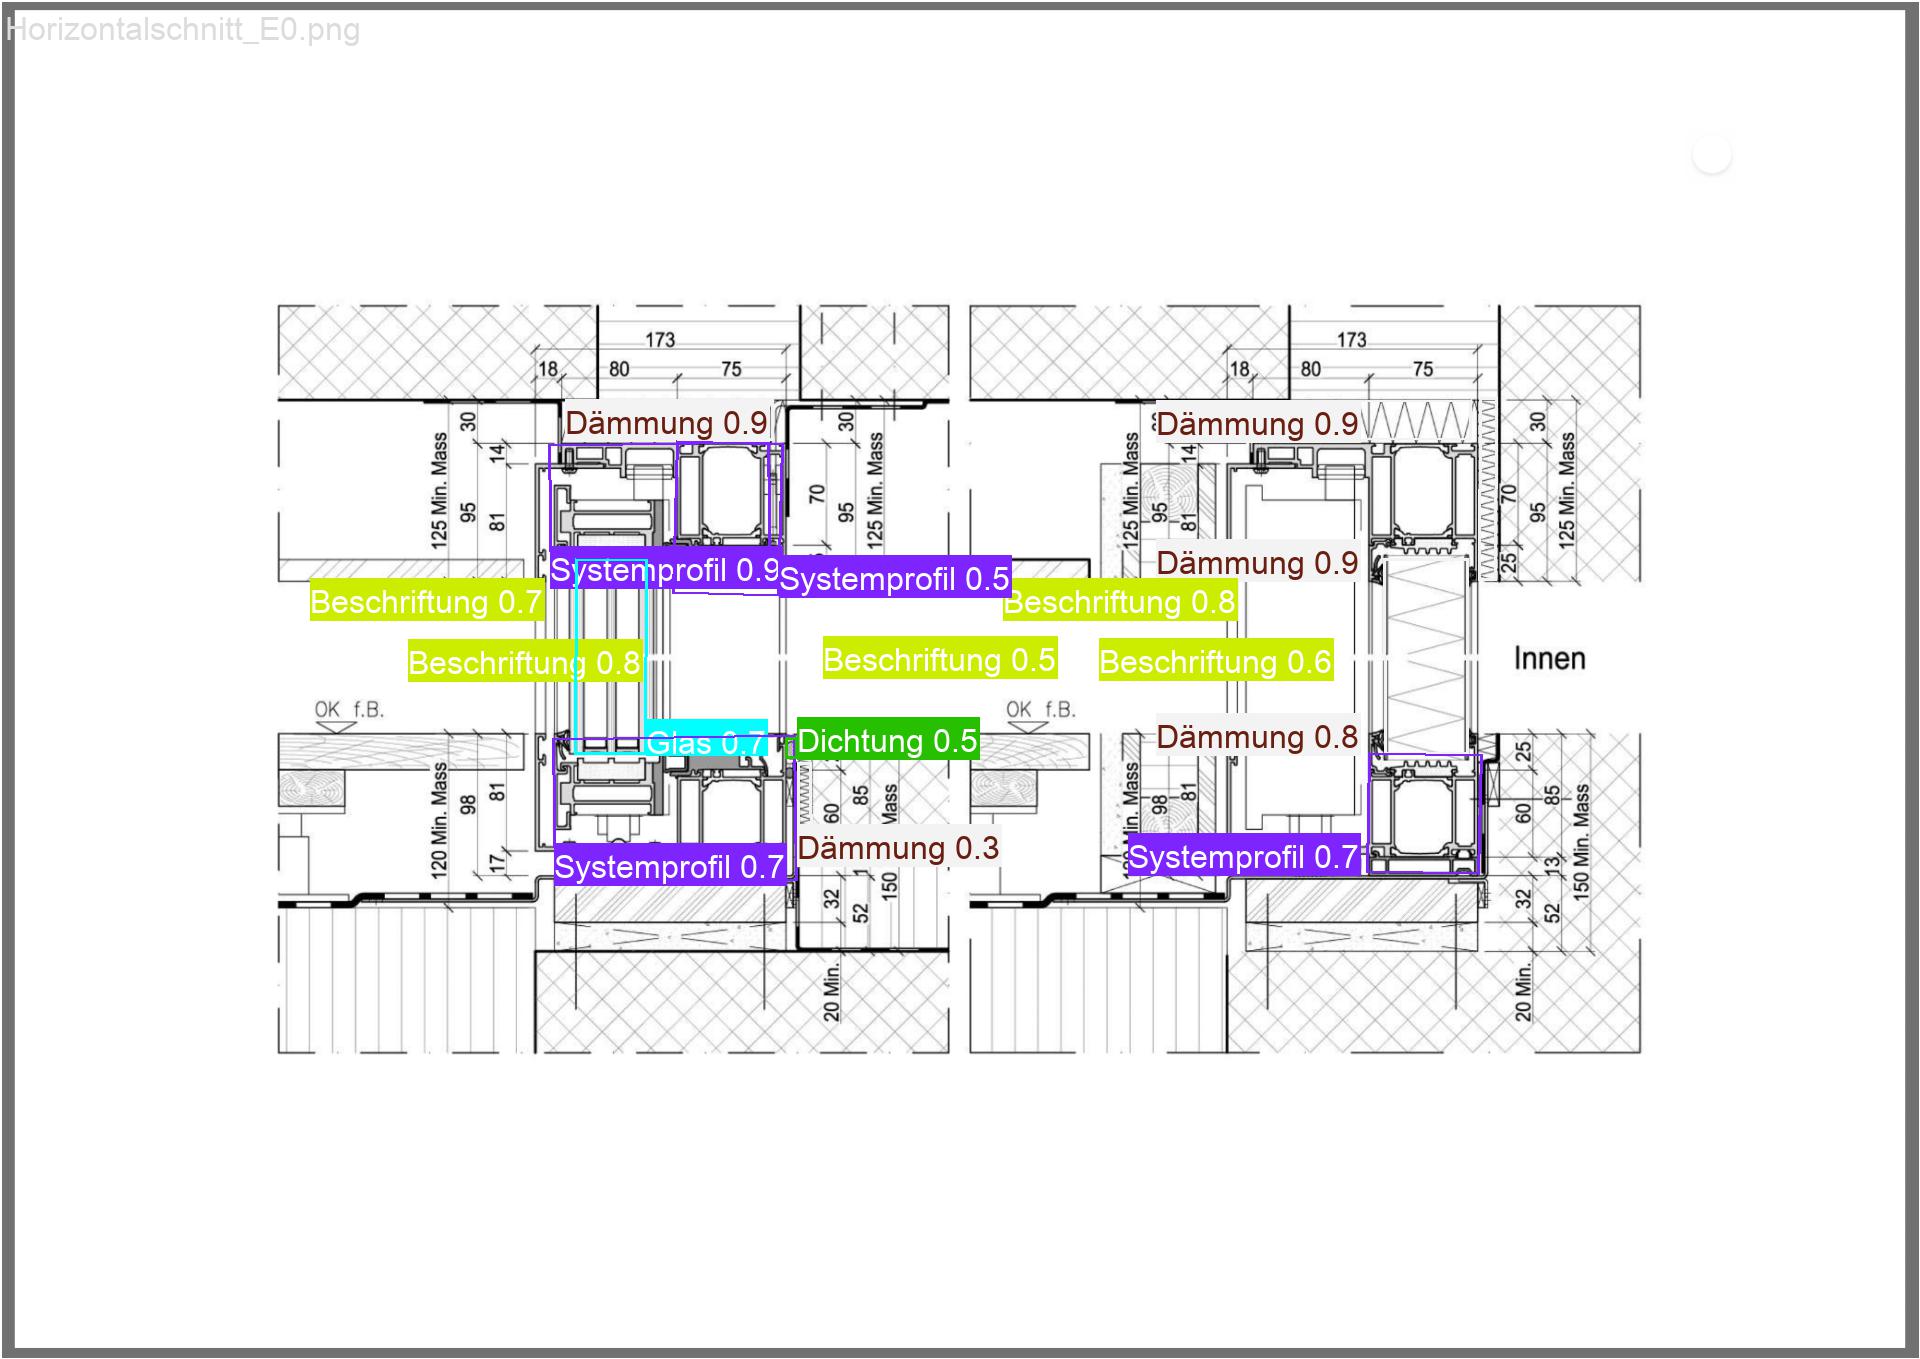 Horizontalschnitt_E0.png
173
18 80 75
173
18 80 75
Dämmung 0.9
Dämmung 0.9
30
14
125 Min. Mass
95
81
30
70
95
125 Min. Mass
14
125 Min. Mass
95
81
30
70
95
125 Min. Mass
25
Systemprofil 0.9
Systemprofil 0.5
Dämmung 0.9
Beschriftung 0.7
Beschriftung 0.8
Beschriftung 0.8
Beschriftung 0.5
Beschriftung 0.6
Innen
OK f.B.
OK f.B.
Glas 0.7
Dichtung 0.5
Dämmung 0.8
120 Min. Mass
98
81
17
60
85
Mass
98
81
Min. Mass
25
60
85
13
150 Min. Mass
Dämmung 0.3
Systemprofil 0.7
Systemprofil 0.7
32
52
150
32
52
20 Min.
20 Min.